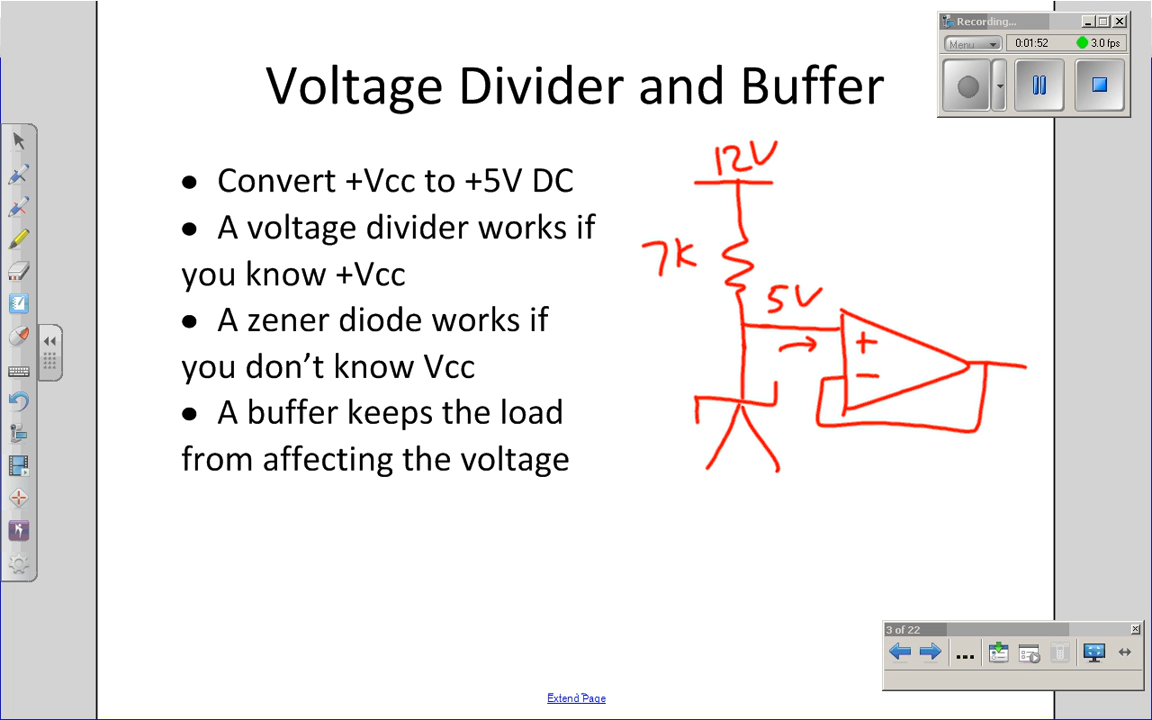 Recording...
Menu
0:01:52
3.0 fps
Voltage Divider and Buffer
● Convert +Vcc to +5V DC
● A voltage divider works if
you know +Vcc
● A zener diode works if
you don’t know Vcc
● A buffer keeps the load
from affecting the voltage
12V
7K
5V
+
−
3 of 22
...
Extend Page